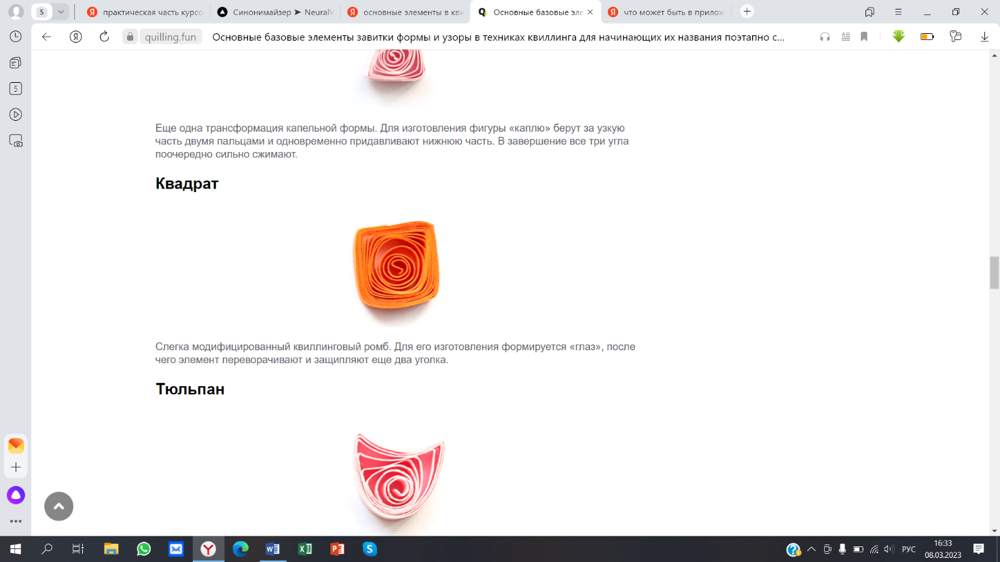 5
практическая часть курсо
Синонимайзер ➤ NeuralV
основные элементы в кви
Основные базовые эле
что может быть в прилож
quilling.fun
Основные базовые элементы завитки формы и узоры в техниках квиллинга для начинающих их названия поэтапно с...
5
Еще одна трансформация капельной формы. Для изготовления фигуры «каплю» берут за узкую
часть двумя пальцами и одновременно придавливают нижнюю часть. В завершение все три угла
поочередно сильно сжимают.
Квадрат
Слегка модифицированный квиллинговый ромб. Для его изготовления формируется «глаз», после
чего элемент переворачивают и защипляют еще два уголка.
Тюльпан
РУС
16:33
08.03.2023